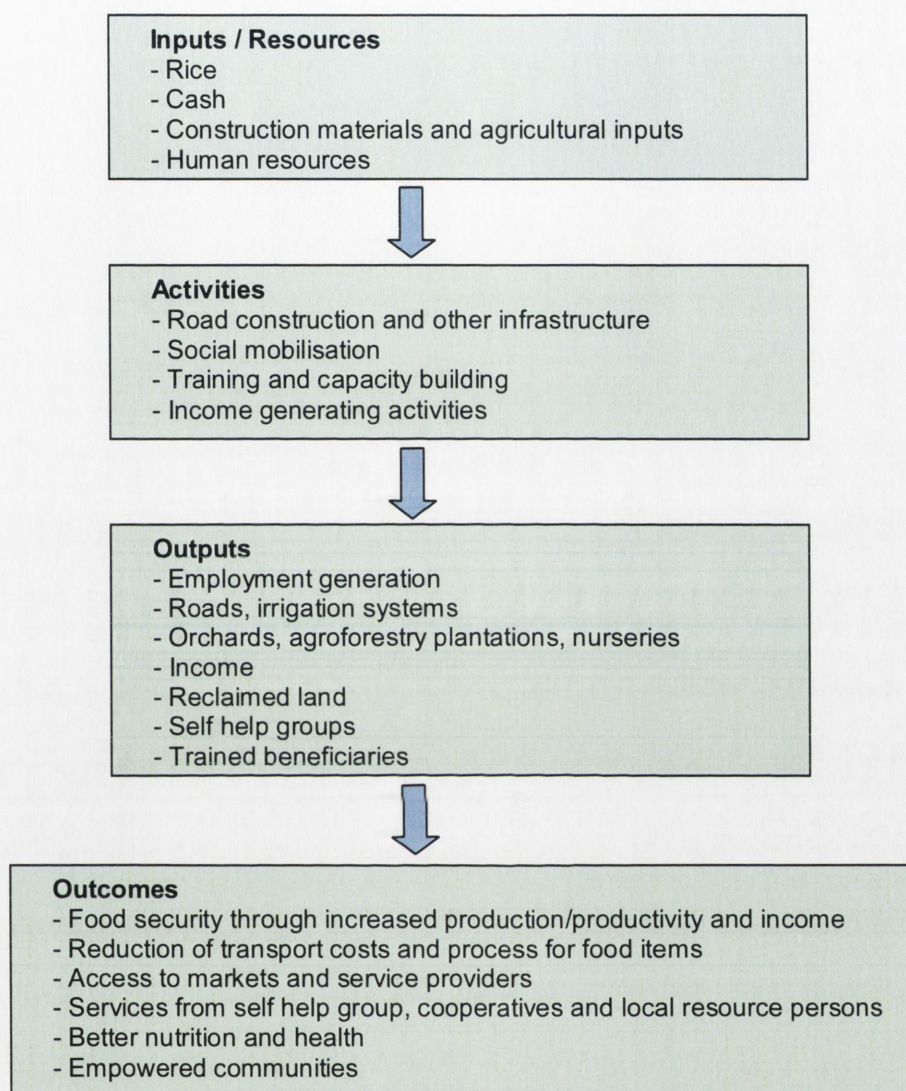 Inputs / Resources
- Rice
- Cash
- Construction materials and agricultural inputs
- Human resources
Activities
- Road construction and other infrastructure
- Social mobilisation
- Training and capacity building
- Income generating activities
Outputs
- Employment generation
- Roads, irrigation systems
- Orchards, agroforestry plantations, nurseries
- Income
- Reclaimed land
- Self help groups
- Trained beneficiaries
Outcomes
- Food security through increased production/productivity and income
- Reduction of transport costs and process for food items
- Access to markets and service providers
- Services from self help group, cooperatives and local resource persons
- Better nutrition and health
- Empowered communities